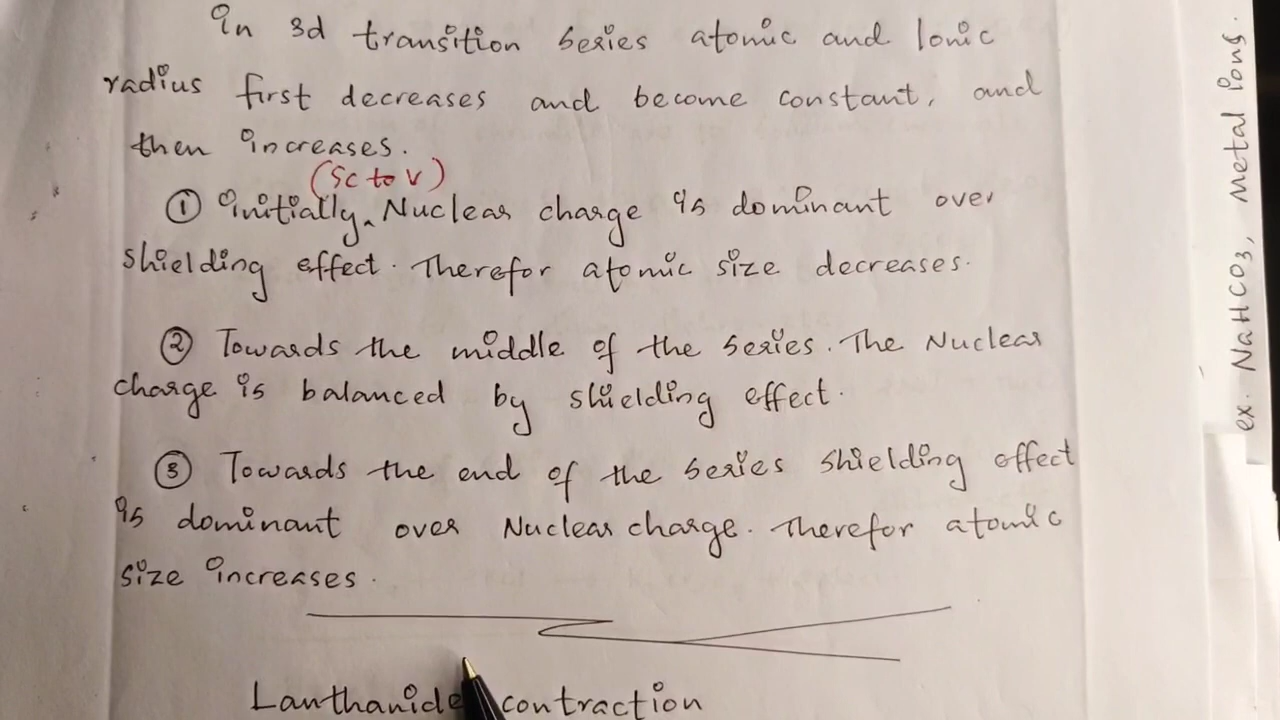 in 3d transition series atomic and Ionic
radius first decreases and become constant, and
then increases.
(Sc to V)
① initially, Nuclear charge is dominant over
shielding effect. Therefor atomic size decreases.
② Towards the middle of the series. The Nuclear
charge is balanced by shielding effect.
③ Towards the end of the series shielding effect
is dominant over Nuclear charge. Therefor atomic
size increases.
Lanthanide contraction
ex. NaHCO3, Metal